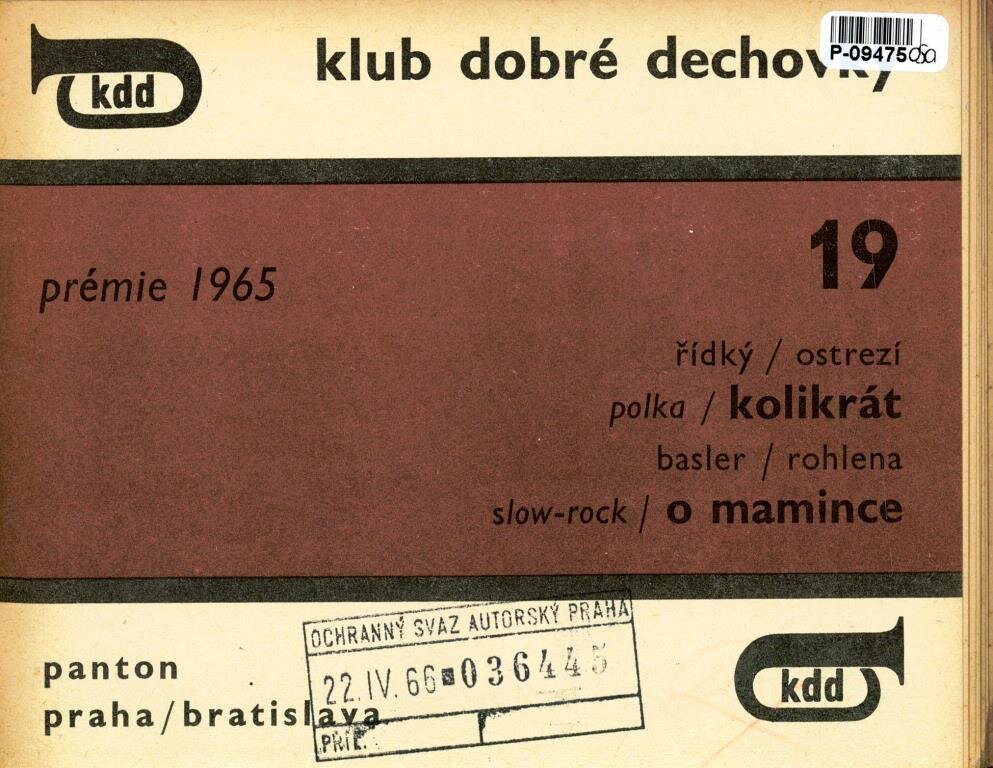 kdd
klub dobré dechovky
P-09475
prémie 1965
19
řídký / ostrezí
polka / kolikrát
basler / rohlena
slow-rock / o mamince
panton
praha/bratislava
OCHRANNÝ SVAZ AUTORSKÝ PRAHA
22.IV.66 036445
PŘÍL.
kdd